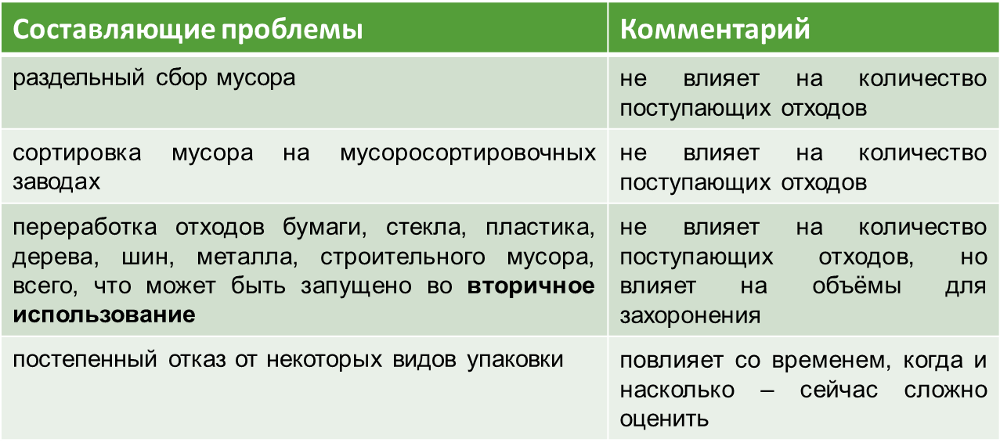 Составляющие проблемы
Комментарий
раздельный сбор мусора
не влияет на количество
поступающих отходов
сортировка мусора на мусоросортировочных
заводах
не влияет на количество
поступающих отходов
переработка отходов бумаги, стекла, пластика,
дерева, шин, металла, строительного мусора,
всего, что может быть запущено во вторичное
использование
не влияет на количество
поступающих отходов, но
влияет на объёмы для
захоронения
постепенный отказ от некоторых видов упаковки
повлияет со временем, когда и
насколько – сейчас сложно
оценить